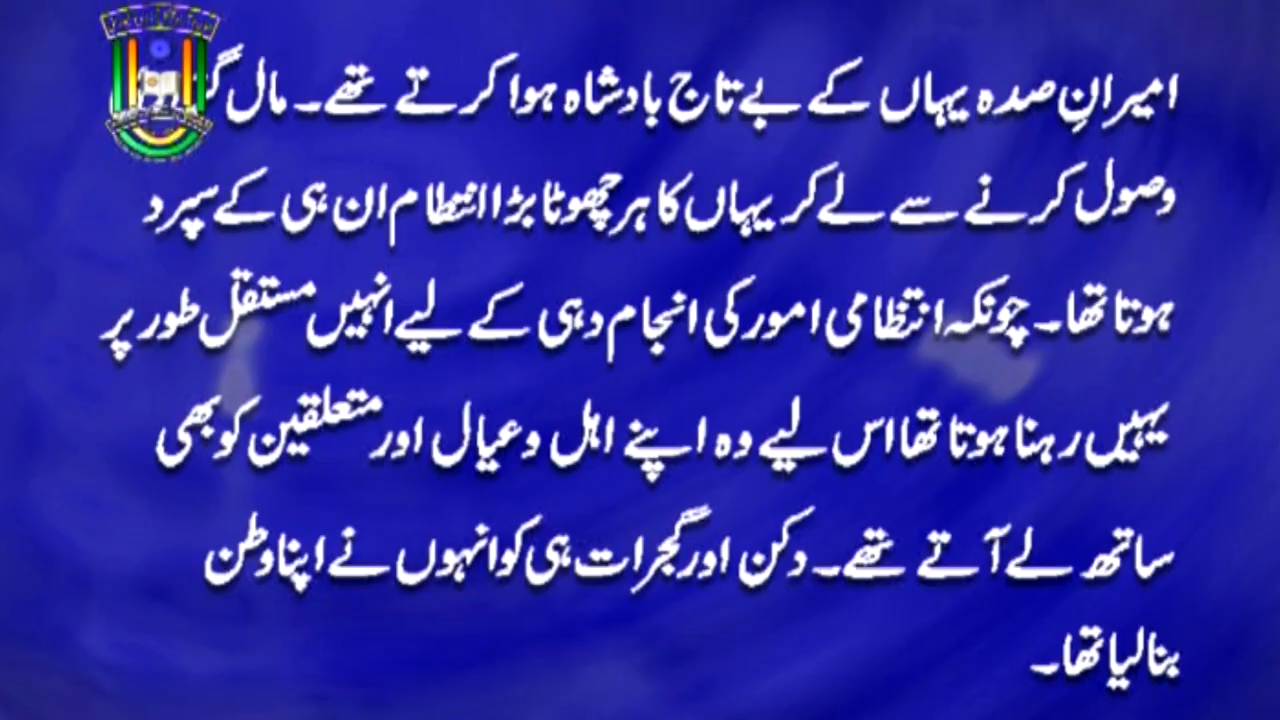 امیرانِ صدہ یہاں کے بے تاج بادشاہ ہوا کرتے تھے۔ مال
وصول کرنے سے لے کر یہاں کا ہر چھوٹا بڑا انتظام ان ہی کے سپرد
ہوتا تھا۔ چونکہ انتظامی امور کی انجام دہی کے لیے انہیں مستقل طور پر
یہیں رہنا ہوتا تھا اس لیے وہ اپنے اہل و عیال اور متعلقین کو بھی
ساتھ لے آتے تھے۔ دکن اور گجرات ہی کو انہوں نے اپنا وطن
بنا لیا تھا۔